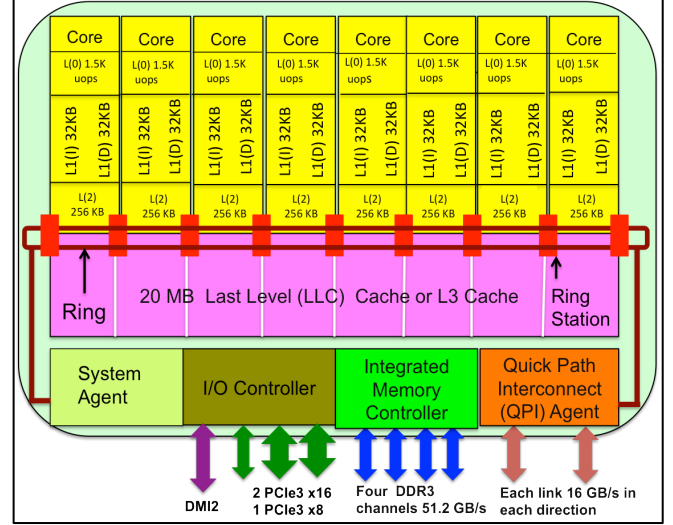 Core Core Core Core Core Core Core Core
L(0) 1.5K L(0) 1.5K L(0) 1.5K L(0) 1.5K L(0) 1.5K L(0) 1.5K L(0) 1.5K L(0) 1.5K
uops uops uops uops uopS uops uops uops
L1(I) 32KB L1(D) 32KB L1(I) 32KB L1(D) 32KB L1(I) 32KB L1(D) 32KB L1(I) 32KB L1(D) 32KB L1(I) 32KB L1(D) 32KB L1(I) 32KB L1(D) 32KB L1(I) 32KB L1(D) 32KB L1(I) 32KB L1(D) 32KB
L(2) L(2) L(2) L(2) L(2) L(2) L(2) L(2)
256 KB 256 KB 256 KB 256 KB 256 KB 256 KB 256 KB 256 KB
Ring
20 MB Last Level (LLC) Cache or L3 Cache
Ring
Station
System
Agent
I/O Controller
Integrated
Memory
Controller
Quick Path
Interconnect
(QPI) Agent
DMI2
2 PCIe3 x16
1 PCIe3 x8
Four DDR3
channels 51.2 GB/s
Each link 16 GB/s in
each direction